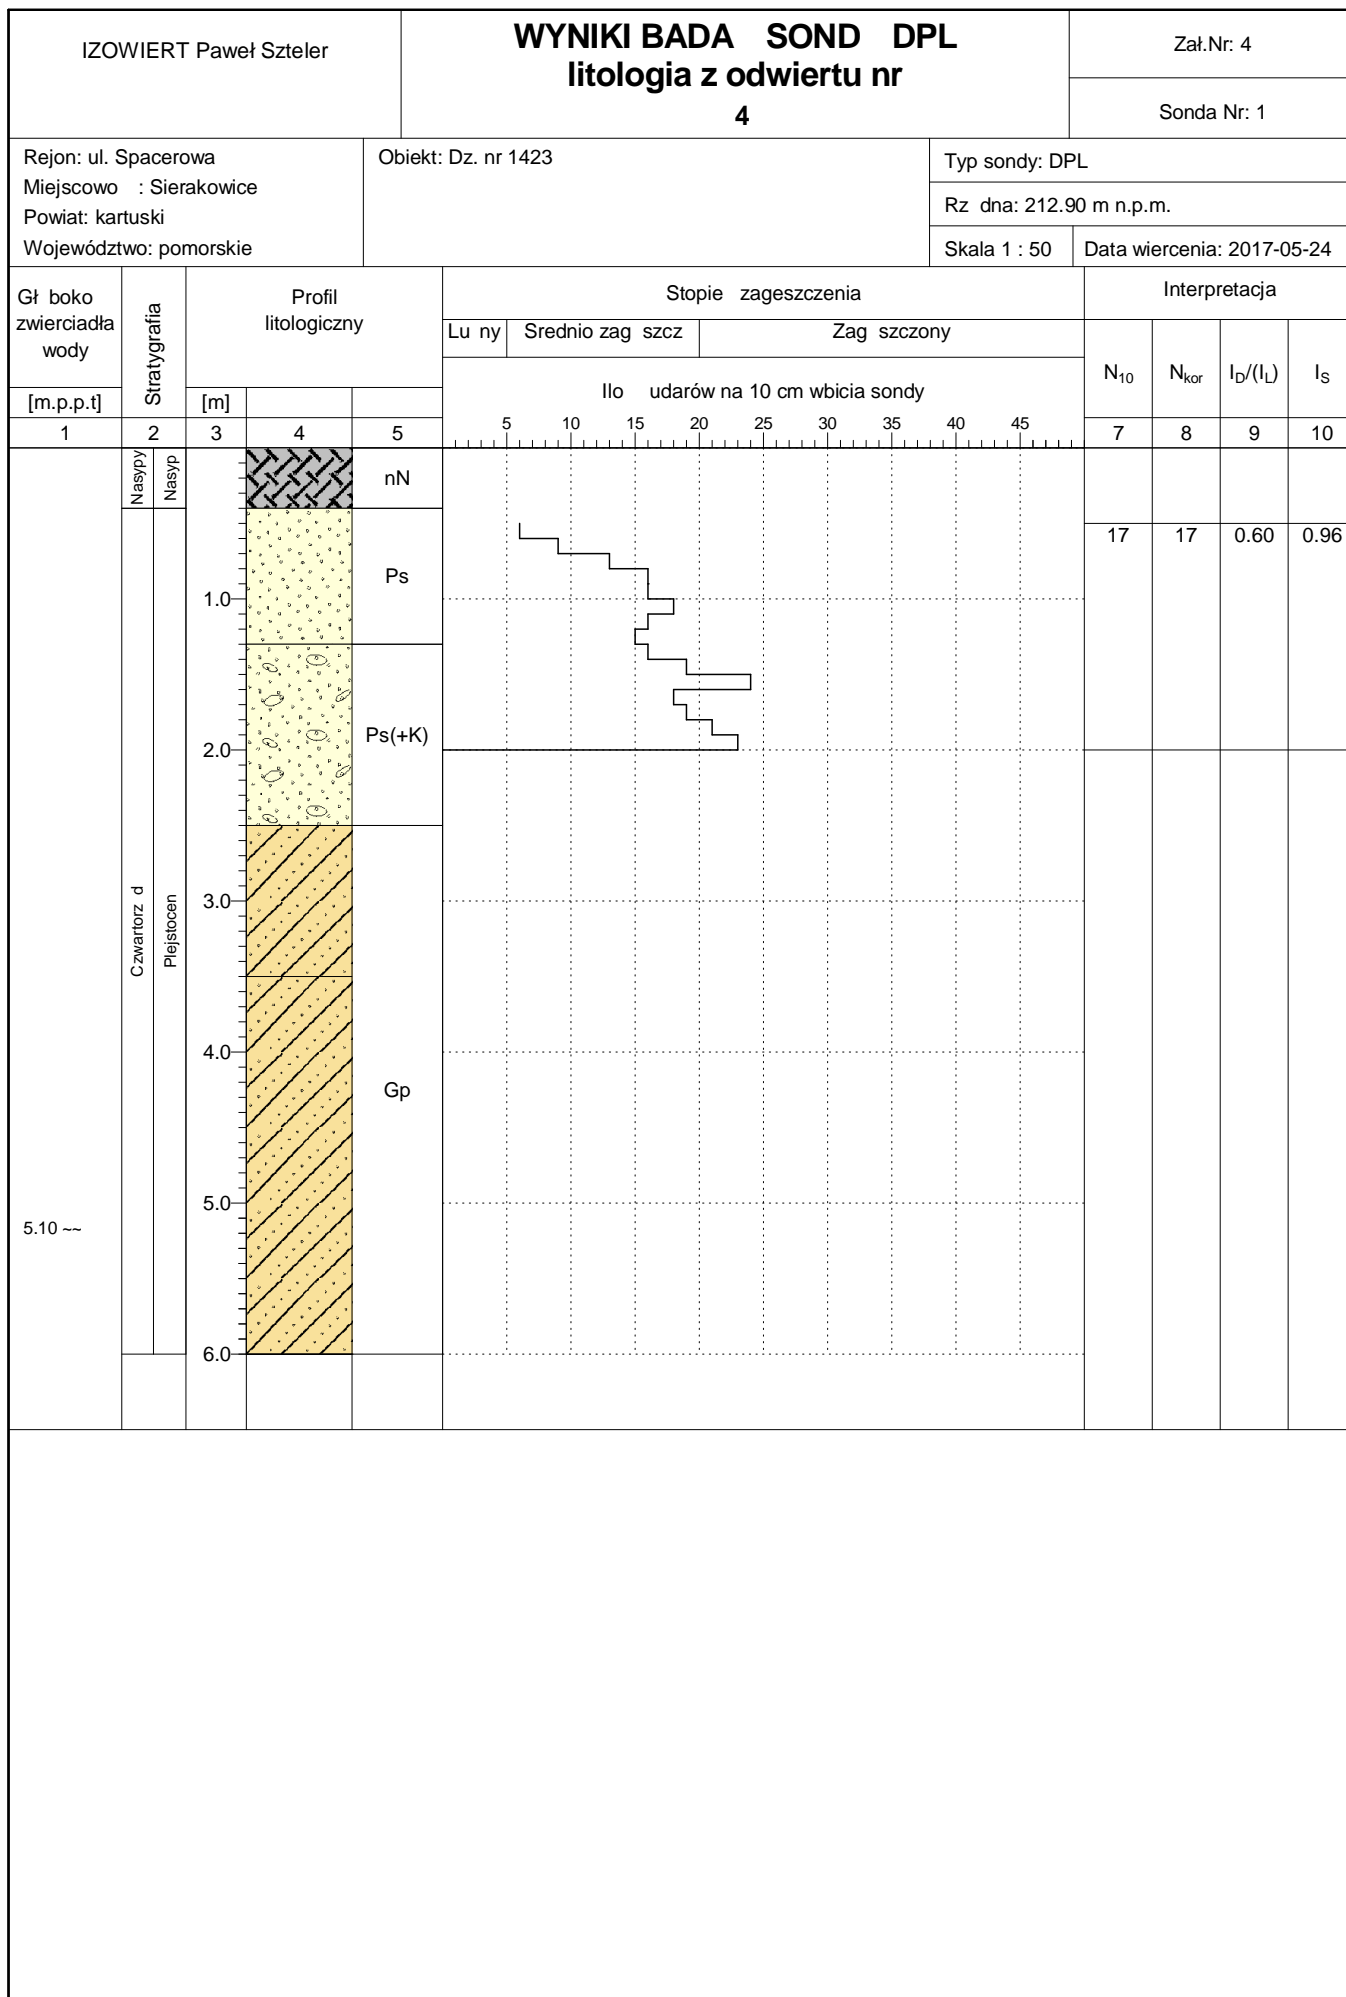 IZOWIERT Paweł Szteler
WYNIKI BADA SOND DPL
litologia z odwiertu nr
4
Zał.Nr: 4
Sonda Nr: 1
Rejon: ul. Spacerowa
Miejscowo : Sierakowice
Powiat: kartuski
Województwo: pomorskie
Obiekt: Dz. nr 1423
Typ sondy: DPL
Rz dna: 212.90 m n.p.m.
Skala 1 : 50
Data wiercenia: 2017-05-24
Gł boko
zwierciadła
wody
[m.p.p.t]
Stratygrafia
Profil
litologiczny
[m]
Stopie zageszczenia
Lu ny
Srednio zag szcz
Zag szczony
Ilo udarów na 10 cm wbicia sondy
5 10 15 20 25 30 35 40 45
Interpretacja
N10
Nkor
ID/(IL)
IS
1 2 3 4 5 7 8 9 10
Nasypy
Nasyp
nN
17 17 0.60 0.96
Ps
1.0
Ps(+K)
2.0
Czwartorz d
Plejstocen
3.0
4.0
Gp
5.0
5.10 ~~
6.0